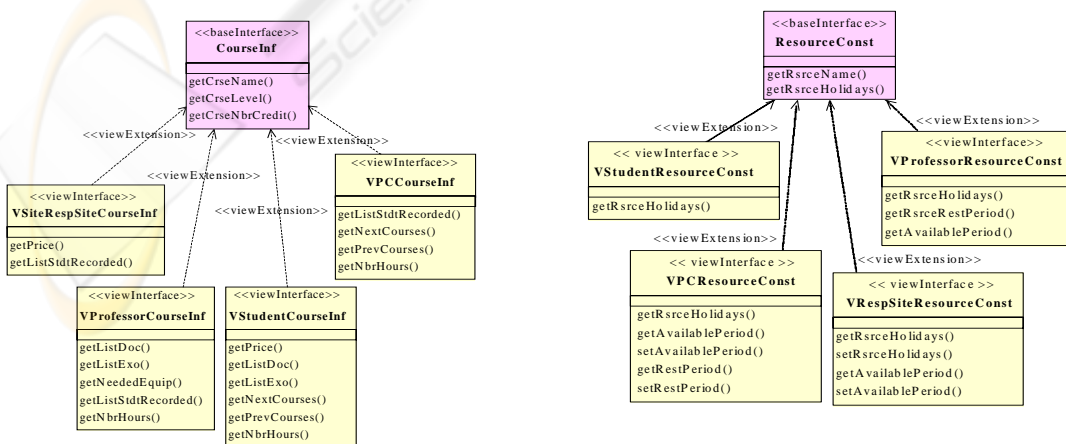 <<baseInterface>>
CourseInf
getCrseName()
getCrseLevel()
getCrseNbrCredit()
<<viewExtension>>
<<viewExtension>>
<<viewExtension>>
<<viewInterface>>
VPCCourseInf
getListStdtRecorded()
getNextCourses()
getPrevCourses()
getNbrHours()
<<viewInterface>>
VSiteRespSiteCourseInf
getPrice()
getListStdtRecorded()
<<viewInterface>>
VProfessorCourseInf
getListDoc()
getListExo()
getNeededEquip()
getListStdtRecorded()
getNbrHours()
<<viewInterface>>
VStudentCourseInf
getPrice()
getListDoc()
getListExo()
getNextCourses()
getPrevCourses()
getNbrHours()
<<baseInterface>>
ResourceConst
getRsrceName()
getRsrceHolidays()
<<viewExtension>>
<<viewExtension>>
<< viewInterface >>
VStudentResourceConst
getRsrceHolidays()
<<viewInterface>>
VProfessorResourceConst
getRsrceHolidays()
getRsrceRestPeriod()
getAvailablePeriod()
<<viewExtension>>
<<viewExtension>>
<< viewInterface >>
VPCResourceConst
getRsrceHolidays()
getAvailablePeriod()
setAvailablePeriod()
getRestPeriod()
setRestPeriod()
<< viewInterface >>
VRespSiteResourceConst
getRsrceHolidays()
setRsrceHolidays()
getAvailablePeriod()
setAvailablePeriod()